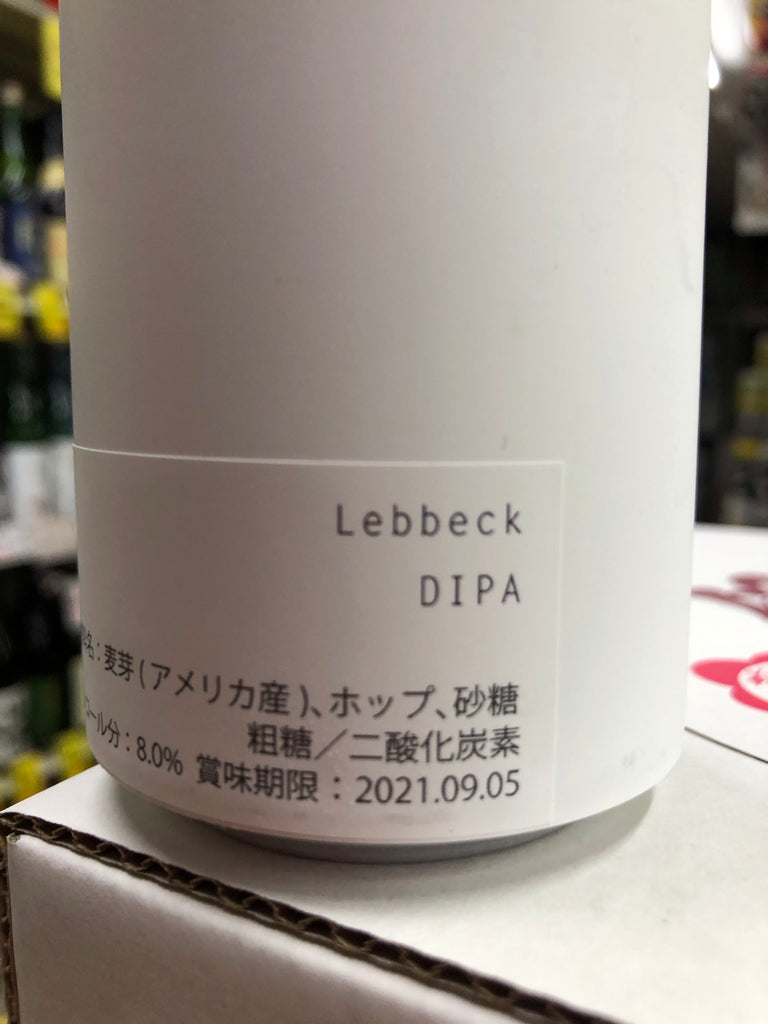 Lebbeck
DIPA
名：麦芽(アメリカ産)、ホップ、砂糖
粗糖／二酸化炭素
コール分：8.0% 賞味期限：2021.09.05